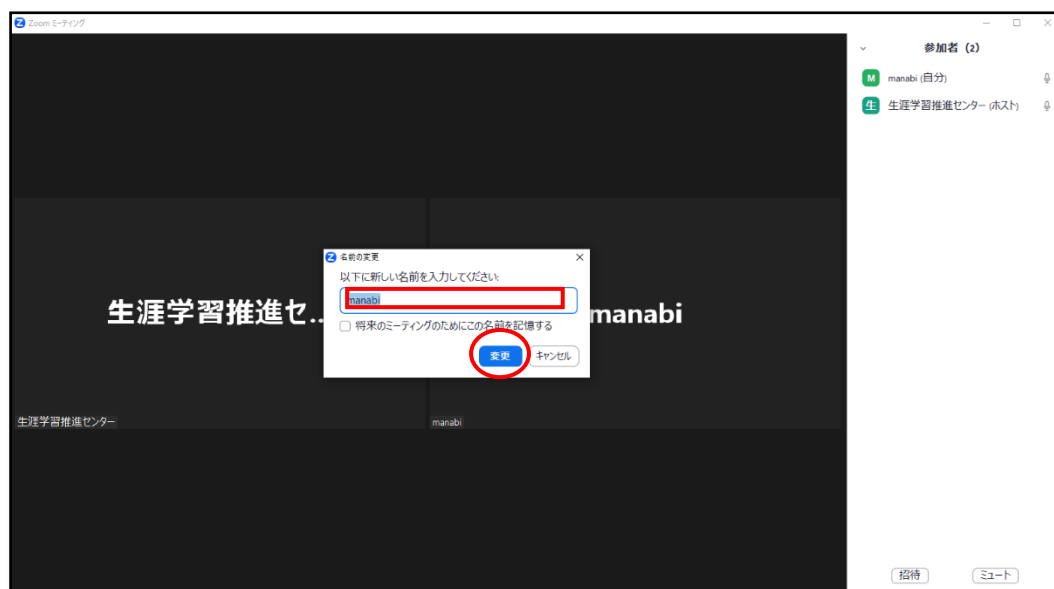 Zoom ミーティング
参加者 (2)
M manabi (自分)
生 生涯学習推進センター (ホスト)
名前の変更
以下に新しい名前を入力してください:
manabi
将来のミーティングのためにこの名前を記憶する
変更 キャンセル
生涯学習推進セ...
manabi
生涯学習推進センター
manabi
招待 ミュート